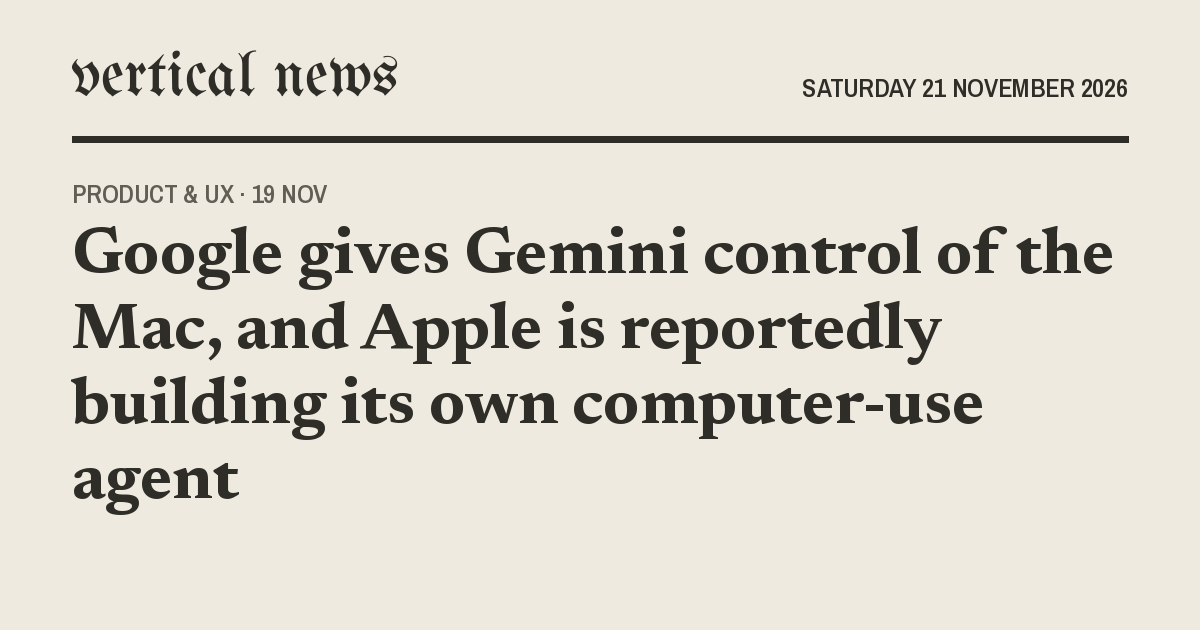 vertical news
SATURDAY 21 NOVEMBER 2026
PRODUCT & UX · 19 NOV
Google gives Gemini control of the
Mac, and Apple is reportedly
building its own computer-use
agent